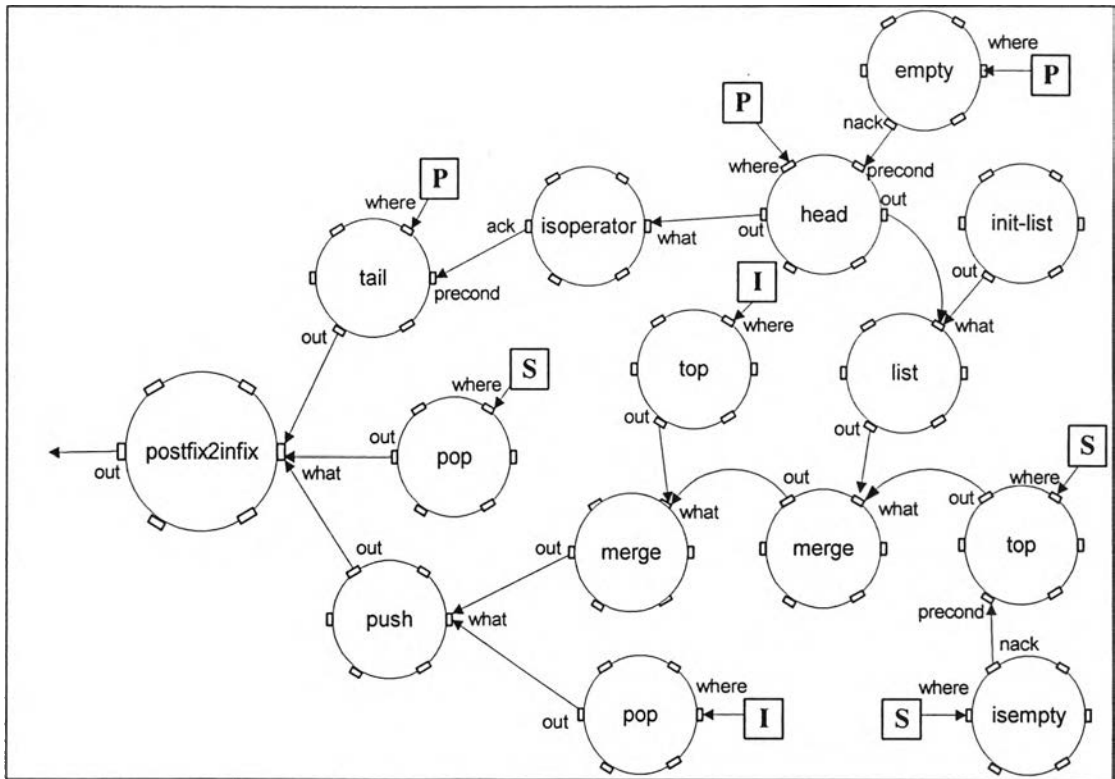 where
empty
P
P
nack
where
precond
P
out
where
ack
isoperator
head
init-list
what
out
tail
I
out
precond
where
what
out
top
list
S
where
out
out
S
postfix2infix
out
pop
where
out
what
out
out
what
what
out
merge
merge
top
out
precond
push
what
nack
where
where
out
pop
I
S
isempty